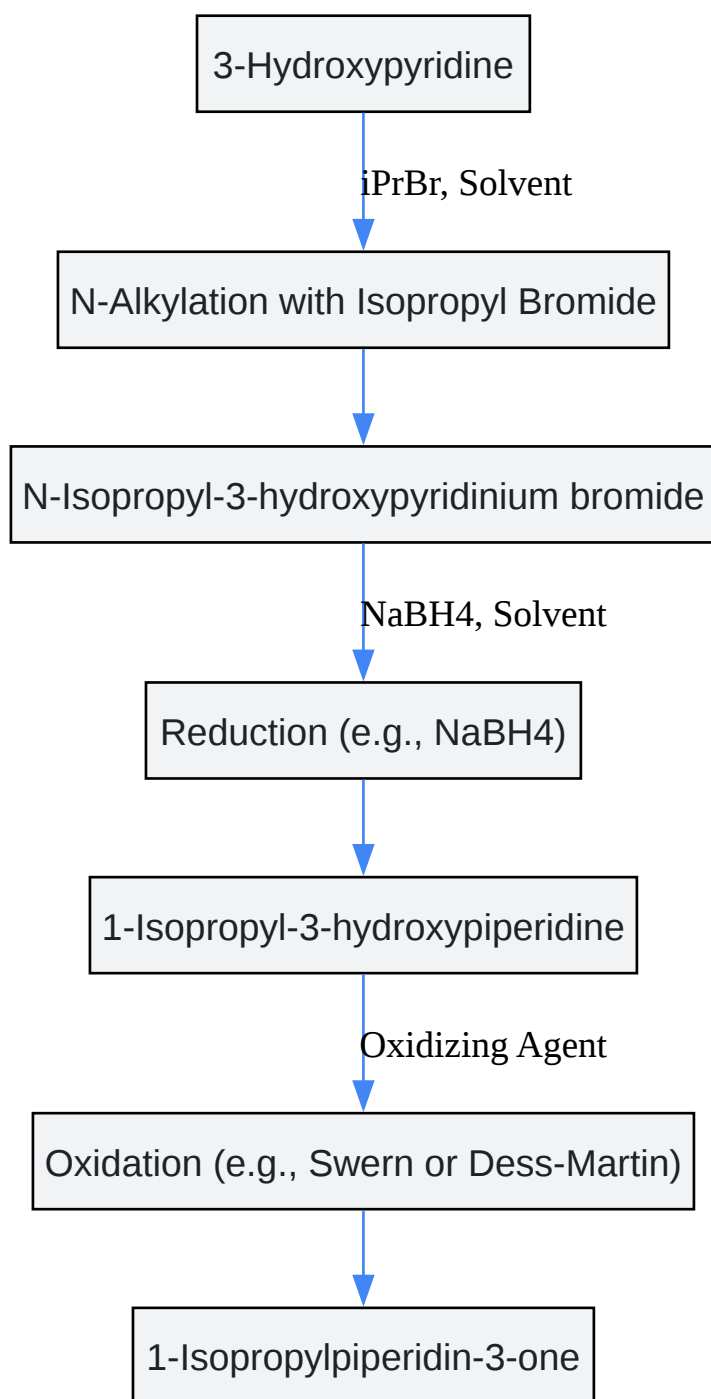 3-Hydroxypyridine
iPrBr, Solvent
N-Alkylation with Isopropyl Bromide
N-Isopropyl-3-hydroxypyridinium bromide
NaBH4, Solvent
Reduction (e.g., NaBH4)
1-Isopropyl-3-hydroxypiperidine
Oxidizing Agent
Oxidation (e.g., Swern or Dess-Martin)
1-Isopropylpiperidin-3-one